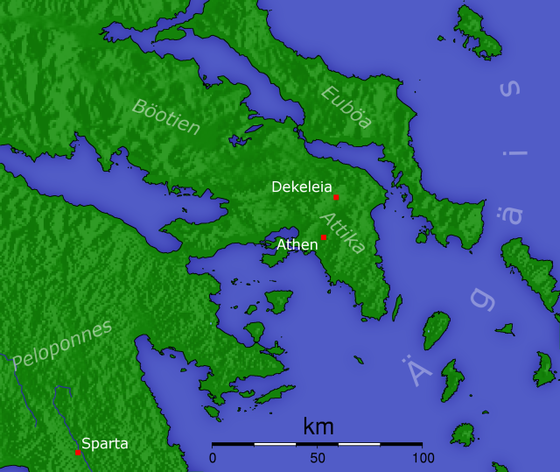 Böotien
Euböa
Dekeleia
Attika
Athen
Ägäis
Peloponnes
Sparta
km
0 50 100